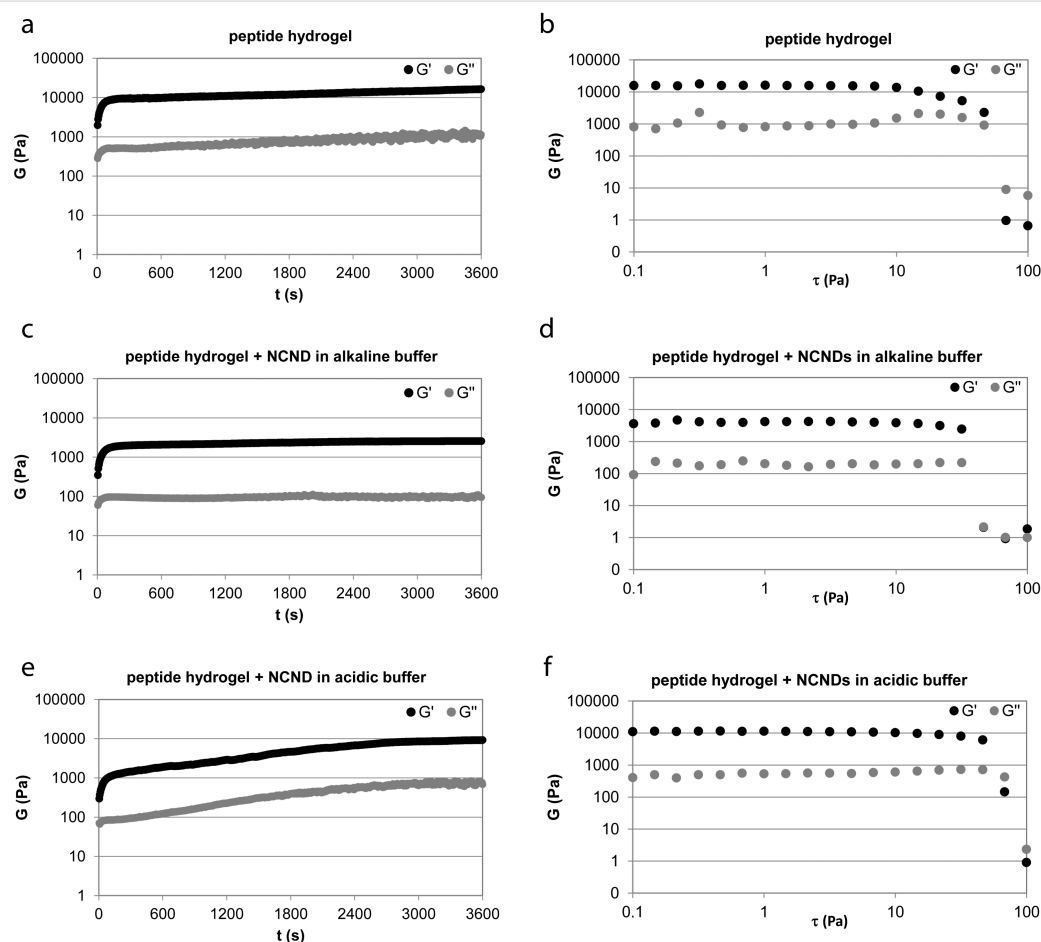 a
peptide hydrogel
G' G"
G (Pa)
100000
10000
1000
100
10
1
0 600 1200 1800 2400 3000 3600
t (s)
b
peptide hydrogel
G' G"
G (Pa)
100000
10000
1000
100
10
1
0
0.1 1 10 100
τ (Pa)
c
peptide hydrogel + NCND in alkaline buffer
G' G"
G (Pa)
100000
10000
1000
100
10
1
0 600 1200 1800 2400 3000 3600
t (s)
d
peptide hydrogel + NCNDs in alkaline buffer
G' G"
G (Pa)
100000
10000
1000
100
10
1
0
0.1 1 10 100
τ (Pa)
e
peptide hydrogel + NCND in acidic buffer
G' G"
G (Pa)
100000
10000
1000
100
10
1
0 600 1200 1800 2400 3000 3600
t (s)
f
peptide hydrogel + NCNDs in acidic buffer
G' G"
G (Pa)
100000
10000
1000
100
10
1
0
0.1 1 10 100
τ (Pa)